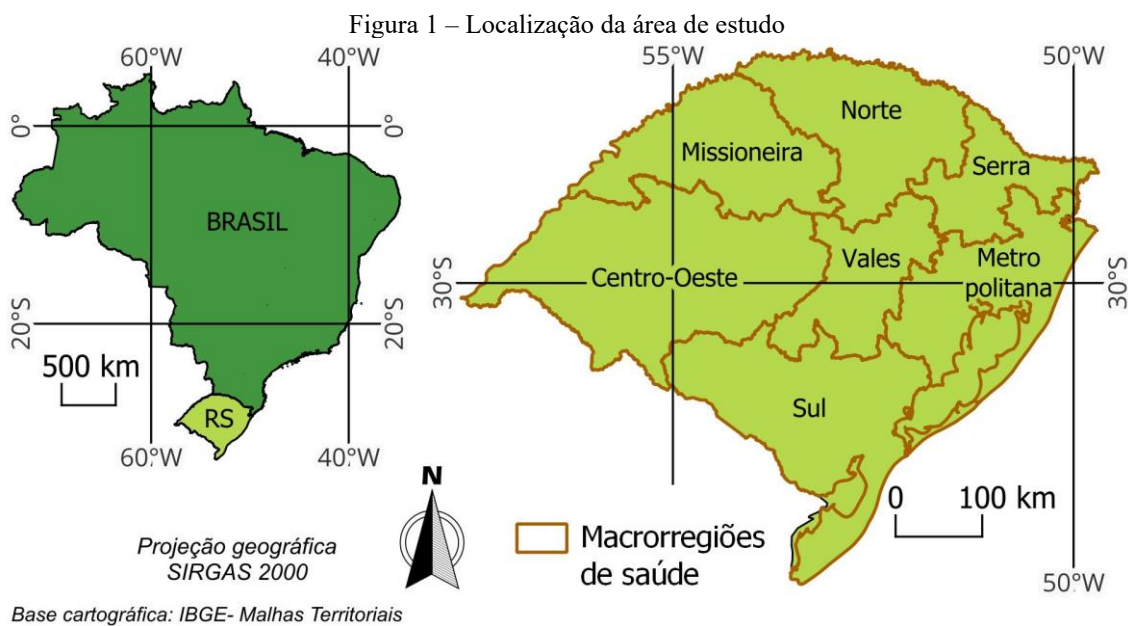 Figura 1 – Localização da área de estudo
60°W
40°W
0°
0°
BRASIL
20°S
20°S
500 km
RS
60°W
40°W
55°W
50°W
Norte
Missioneira
Serra
Vales
Metro
politana
Centro-Oeste
30°S
30°S
Sul
0 100 km
50°W
N
Macrorregiões
de saúde
Projeção geográfica
SIRGAS 2000
Base cartográfica: IBGE- Malhas Territoriais